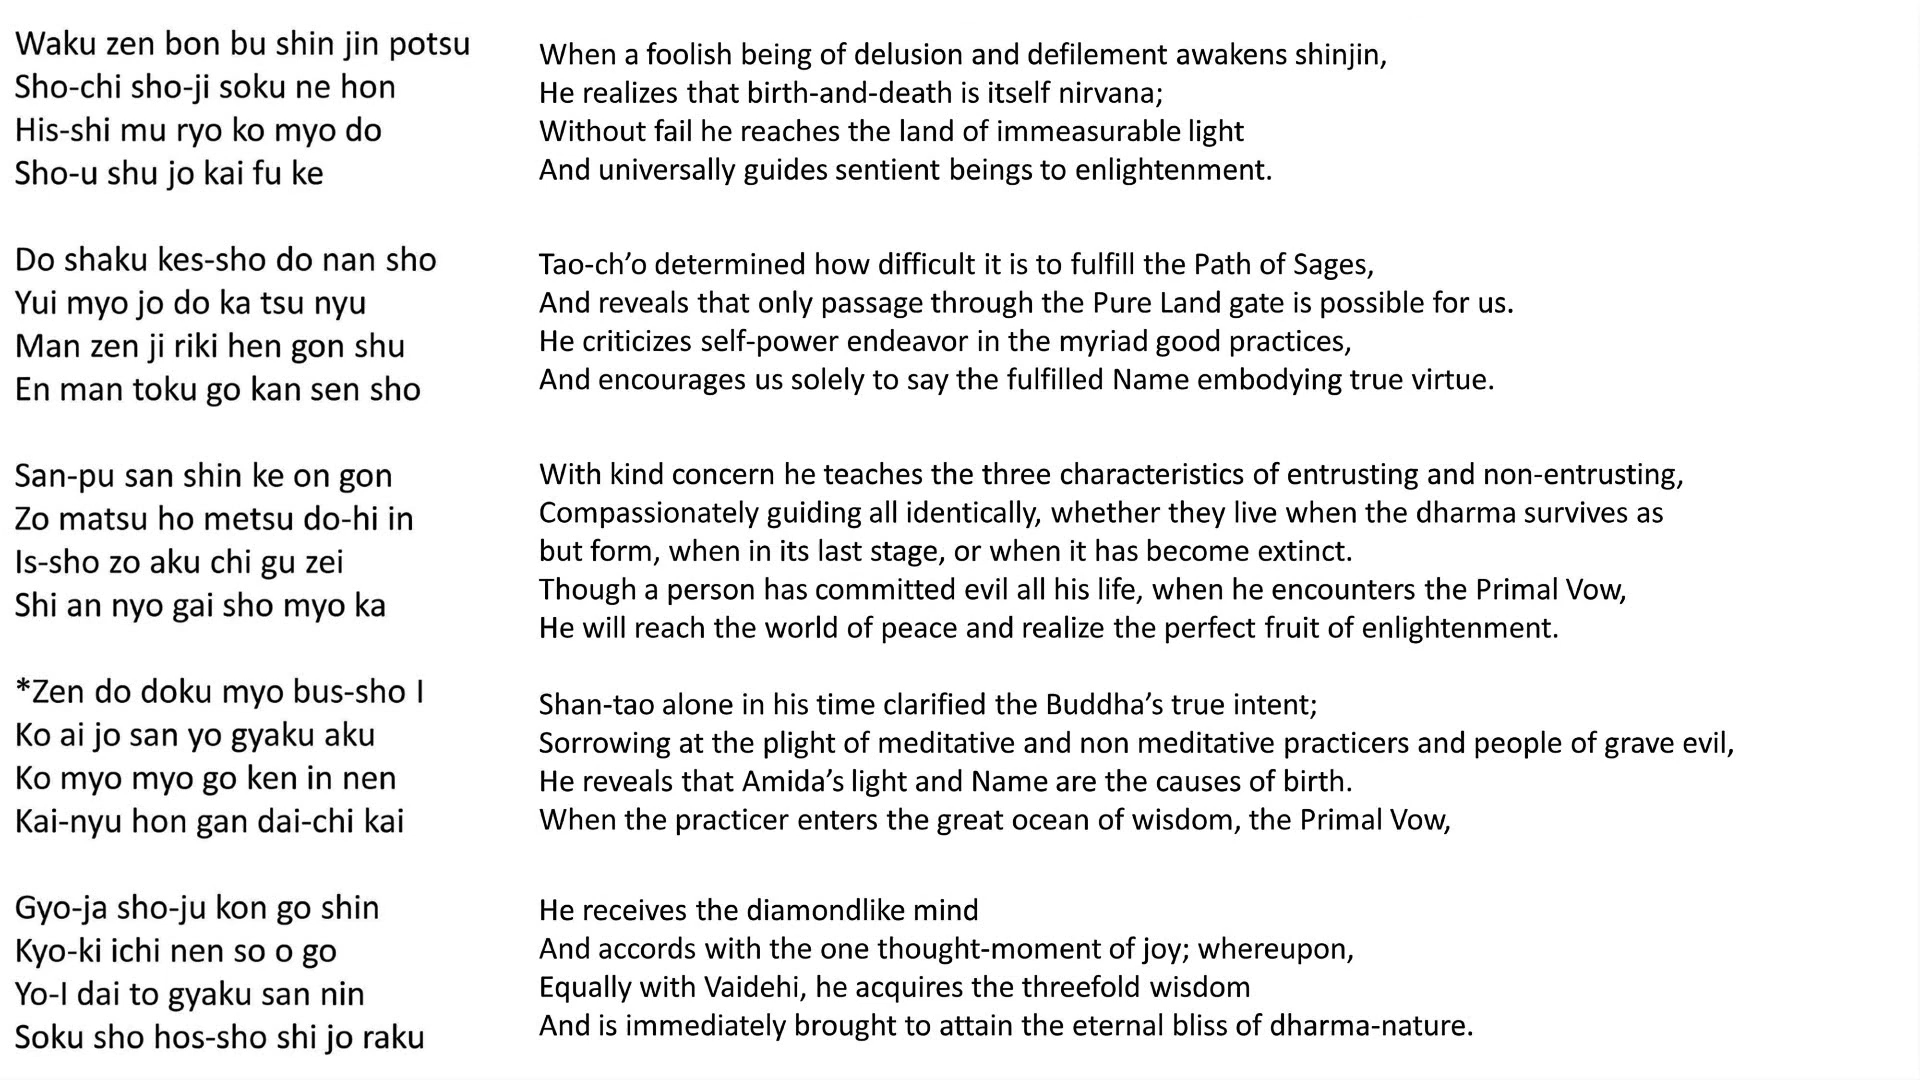 Waku zen bon bu shin jin potsu
Sho-chi sho-ji soku ne hon
His-shi mu ryo ko myo do
Sho-u shu jo kai fu ke
When a foolish being of delusion and defilement awakens shinjin,
He realizes that birth-and-death is itself nirvana;
Without fail he reaches the land of immeasurable light
And universally guides sentient beings to enlightenment.
Do shaku kes-sho do nan sho
Yui myo jo do ka tsu nyu
Man zen ji riki hen gon shu
En man toku go kan sen sho
Tao-ch’o determined how difficult it is to fulfill the Path of Sages,
And reveals that only passage through the Pure Land gate is possible for us.
He criticizes self-power endeavor in the myriad good practices,
And encourages us solely to say the fulfilled Name embodying true virtue.
San-pu san shin ke on gon
Zo matsu ho metsu do-hi in
Is-sho zo aku chi gu zei
Shi an nyo gai sho myo ka
With kind concern he teaches the three characteristics of entrusting and non-entrusting,
Compassionately guiding all identically, whether they live when the dharma survives as
but form, when in its last stage, or when it has become extinct.
Though a person has committed evil all his life, when he encounters the Primal Vow,
He will reach the world of peace and realize the perfect fruit of enlightenment.
*Zen do doku myo bus-sho I
Ko ai jo san yo gyaku aku
Ko myo myo go ken in nen
Kai-nyu hon gan dai-chi kai
Shan-tao alone in his time clarified the Buddha’s true intent;
Sorrowing at the plight of meditative and non meditative practicers and people of grave evil,
He reveals that Amida’s light and Name are the causes of birth.
When the practicer enters the great ocean of wisdom, the Primal Vow,
Gyo-ja sho-ju kon go shin
Kyo-ki ichi nen so o go
Yo-I dai to gyaku san nin
Soku sho hos-sho shi jo raku
He receives the diamondlike mind
And accords with the one thought-moment of joy; whereupon,
Equally with Vaidehi, he acquires the threefold wisdom
And is immediately brought to attain the eternal bliss of dharma-nature.